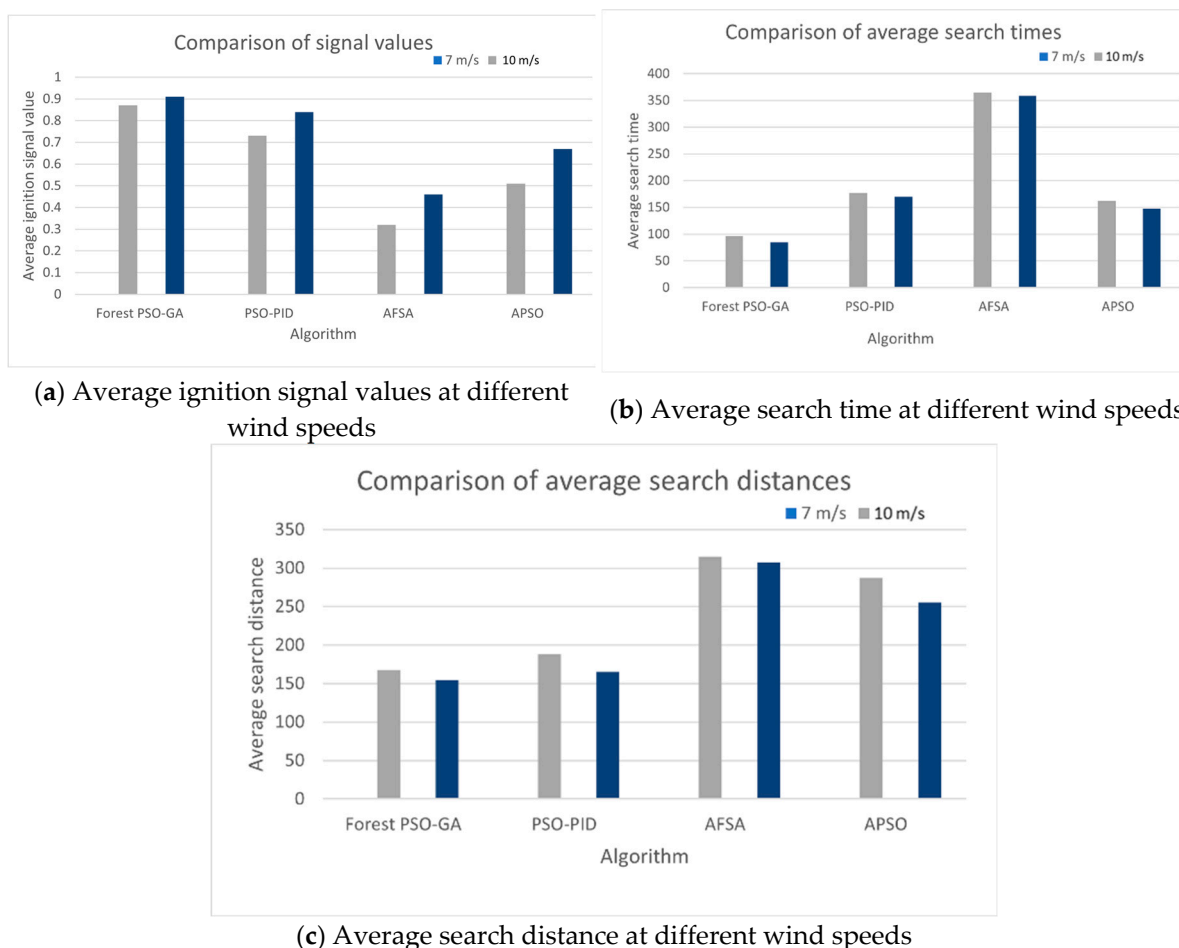 Comparison of signal values
7 m/s 10 m/s
Average ignition signal value
1
0.9
0.8
0.7
0.6
0.5
0.4
0.3
0.2
0.1
0
Forest PSO-GA PSO-PID AFSA APSO
Algorithm
(a) Average ignition signal values at different
wind speeds
Comparison of average search times
7 m/s 10 m/s
Average search time
400
350
300
250
200
150
100
50
0
Forest PSO-GA PSO-PID AFSA APSO
Algorithm
(b) Average search time at different wind speeds
Comparison of average search distances
7 m/s 10 m/s
Average search distance
350
300
250
200
150
100
50
0
Forest PSO-GA PSO-PID AFSA APSO
Algorithm
(c) Average search distance at different wind speeds